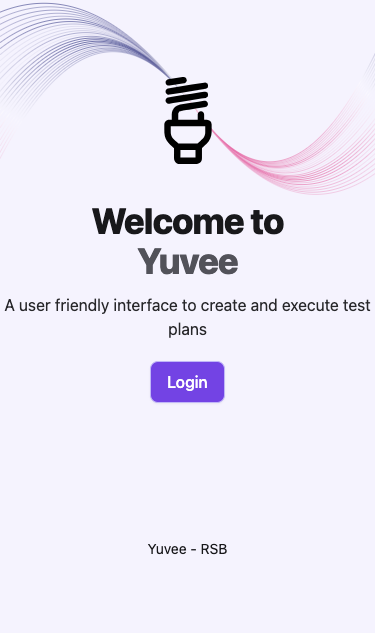 Welcome to
Yuvee
A user friendly interface to create and execute test
plans
Login
Yuvee - RSB